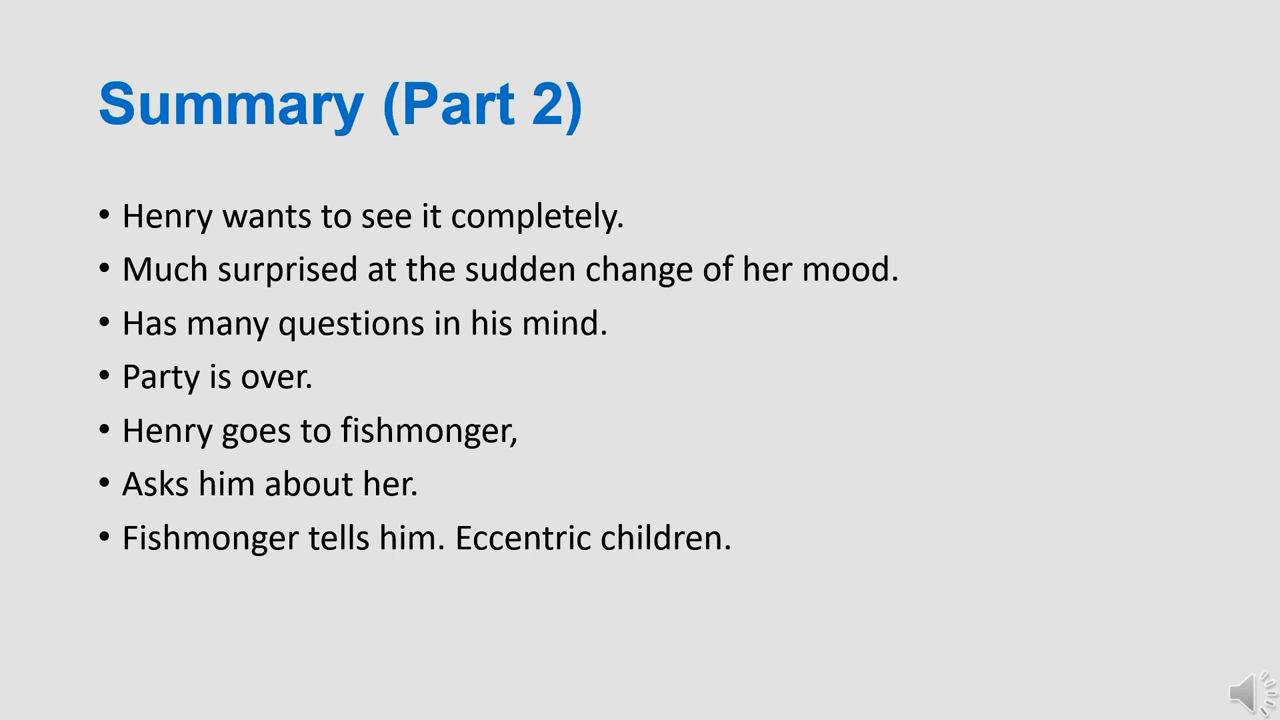 Summary (Part 2)
• Henry wants to see it completely.
• Much surprised at the sudden change of her mood.
• Has many questions in his mind.
• Party is over.
• Henry goes to fishmonger,
• Asks him about her.
• Fishmonger tells him. Eccentric children.